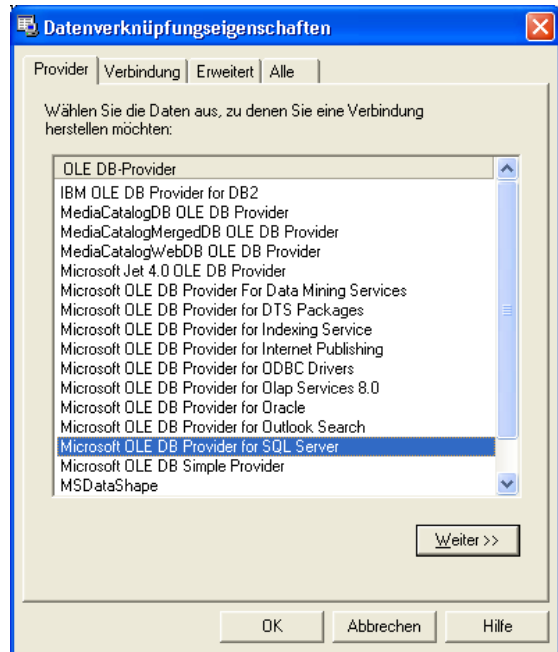 Datenverknüpfungseigenschaften
Provider Verbindung Erweitert Alle
Wählen Sie die Daten aus, zu denen Sie eine Verbindung
herstellen möchten:
OLE DB-Provider
IBM OLE DB Provider for DB2
MediaCatalogDB OLE DB Provider
MediaCatalogMergedDB OLE DB Provider
MediaCatalogWebDB OLE DB Provider
Microsoft Jet 4.0 OLE DB Provider
Microsoft OLE DB Provider For Data Mining Services
Microsoft OLE DB Provider for DTS Packages
Microsoft OLE DB Provider for Indexing Service
Microsoft OLE DB Provider for Internet Publishing
Microsoft OLE DB Provider for ODBC Drivers
Microsoft OLE DB Provider for Olap Services 8.0
Microsoft OLE DB Provider for Oracle
Microsoft OLE DB Provider for Outlook Search
Microsoft OLE DB Provider for SQL Server
Microsoft OLE DB Simple Provider
MSDataShape
Weiter >>
OK Abbrechen Hilfe